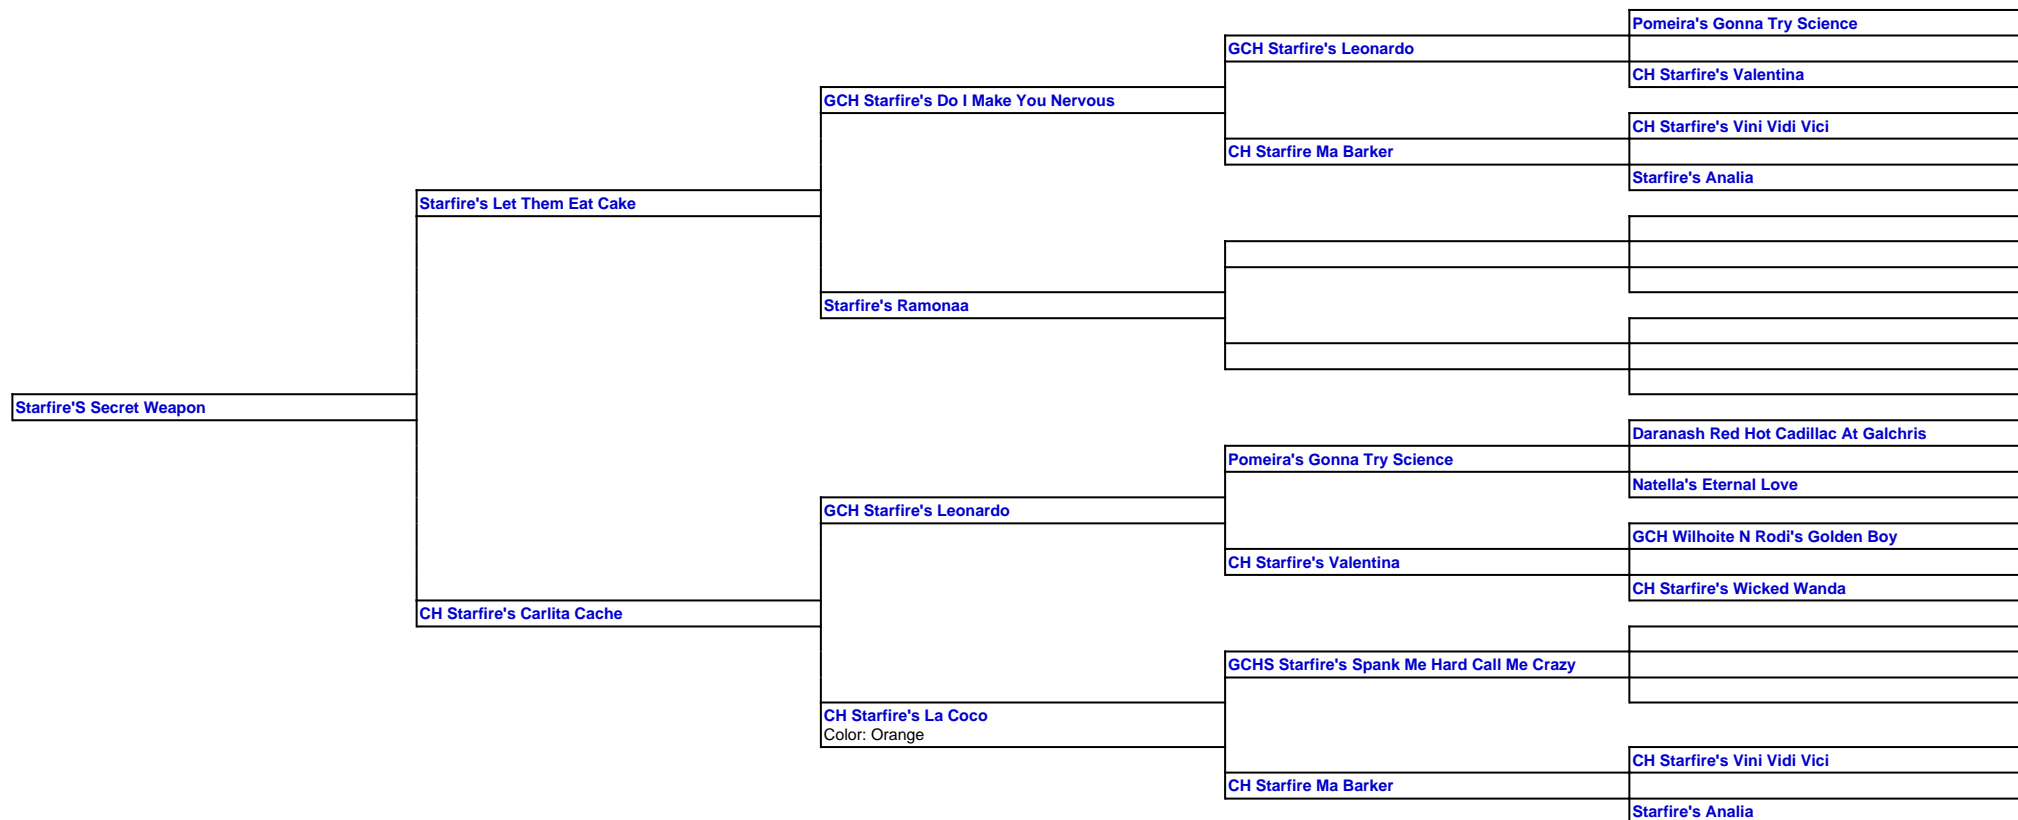 Pomeira's Gonna Try Science
GCH Starfire's Leonardo
CH Starfire's Valentina
GCH Starfire's Do I Make You Nervous
CH Starfire's Vini Vidi Vici
CH Starfire Ma Barker
Starfire's Analia
Starfire's Let Them Eat Cake
Starfire's Ramonaa
Starfire'S Secret Weapon
Daranash Red Hot Cadillac At Galchris
Pomeira's Gonna Try Science
Natella's Eternal Love
GCH Starfire's Leonardo
GCH Wilhoite N Rodi's Golden Boy
CH Starfire's Valentina
CH Starfire's Wicked Wanda
CH Starfire's Carlita Cache
GCHS Starfire's Spank Me Hard Call Me Crazy
CH Starfire's La Coco
Color: Orange
CH Starfire's Vini Vidi Vici
CH Starfire Ma Barker
Starfire's Analia